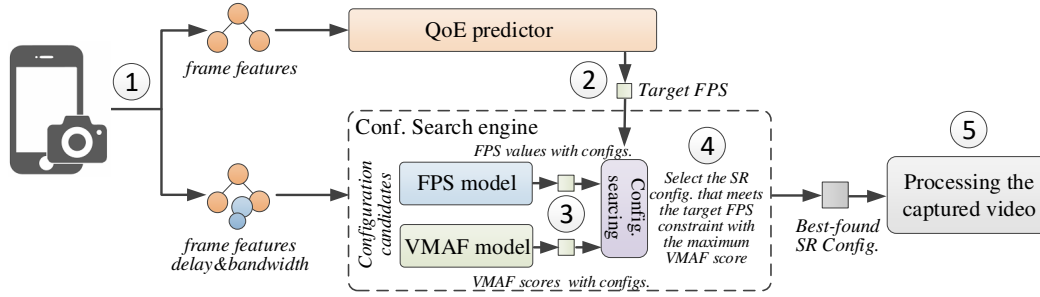 1
frame features
QoE predictor
2
Target FPS
frame features
delay&bandwidth
Conf. Search engine
Configuration
candidates
FPS values with configs.
FPS model
3
VMAF model
VMAF scores  with configs.
Config.
searching
4
Select the SR
config. that meets
the target FPS
constraint with
the maximum
VMAF score
Best-found
SR Config.
5
Processing the
captured video